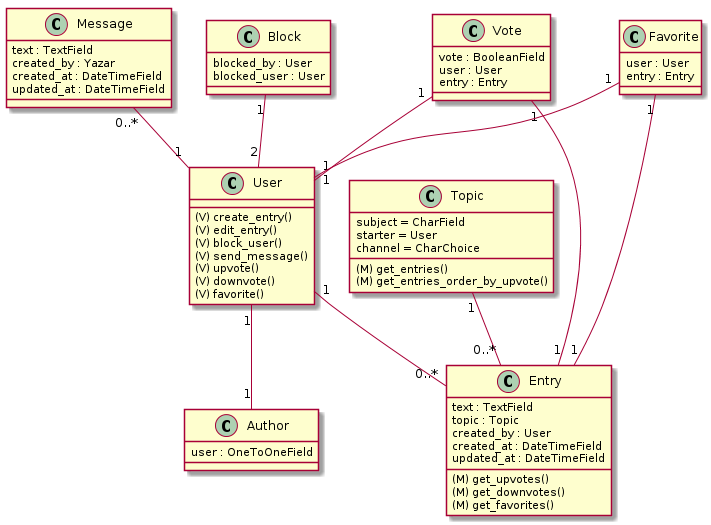 C Message
text : TextField
created_by : Yazar
created_at : DateTimeField
updated_at : DateTimeField
C Block
blocked_by : User
blocked_user : User
C Vote
vote : BooleanField
user : User
entry : Entry
C Favorite
user : User
entry : Entry
0..*
1
1
2
1
1
1
1
1
1
C User
(V) create_entry()
(V) edit_entry()
(V) block_user()
(V) send_message()
(V) upvote()
(V) downvote()
(V) favorite()
C Topic
subject = CharField
starter = User
channel = CharChoice
(M) get_entries()
(M) get_entries_order_by_upvote()
1
0..*
1
0..*
1
1
1
1
C Author
user : OneToOneField
C Entry
text : TextField
topic : Topic
created_by : User
created_at : DateTimeField
updated_at : DateTimeField
(M) get_upvotes()
(M) get_downvotes()
(M) get_favorites()